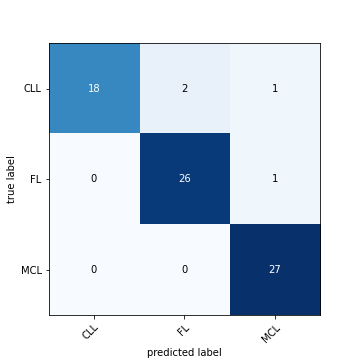 CLL 18 2 1
FL 0 26 1
MCL 0 0 27
true label
CLL FL MCL
predicted label